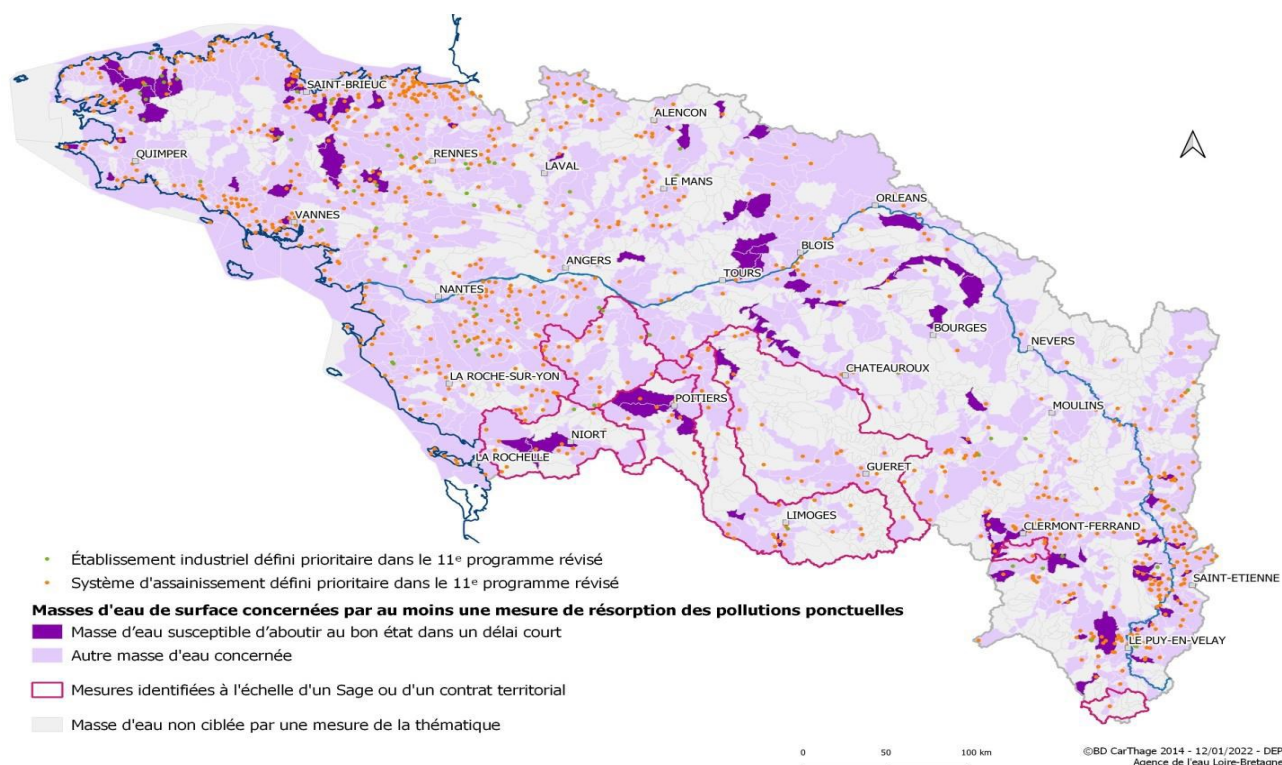 SAINT-BRIEUC
ALENCON
QUIMPER
RENNES
LAVAL
LE MANS
ORLEANS
VANNES
BLOIS
ANGERS
TOURS
NANTES
BOURGES
NEVERS
CHATEAUROUX
LA ROCHE-SUR-YON
POITIERS
MOULINS
NIORT
LA ROCHELLE
GUERET
LIMOGES
CLERMONT-FERRAND
SAINT-ETIENNE
LE PUY-EN-VELAY
Établissement industriel défini prioritaire dans le 11e programme révisé
Système d'assainissement défini prioritaire dans le 11e programme révisé
Masses d'eau de surface concernées par au moins une mesure de résorption des pollutions ponctuelles
Masse d'eau susceptible d'aboutir au bon état dans un délai court
Autre masse d'eau concernée
Mesures identifiées à l'échelle d'un Sage ou d'un contrat territorial
Masse d'eau non ciblée par une mesure de la thématique
0 50 100 km
©BD CarThage 2014 - 12/01/2022 - DEP
Agence de l'eau Loire-Bretagne